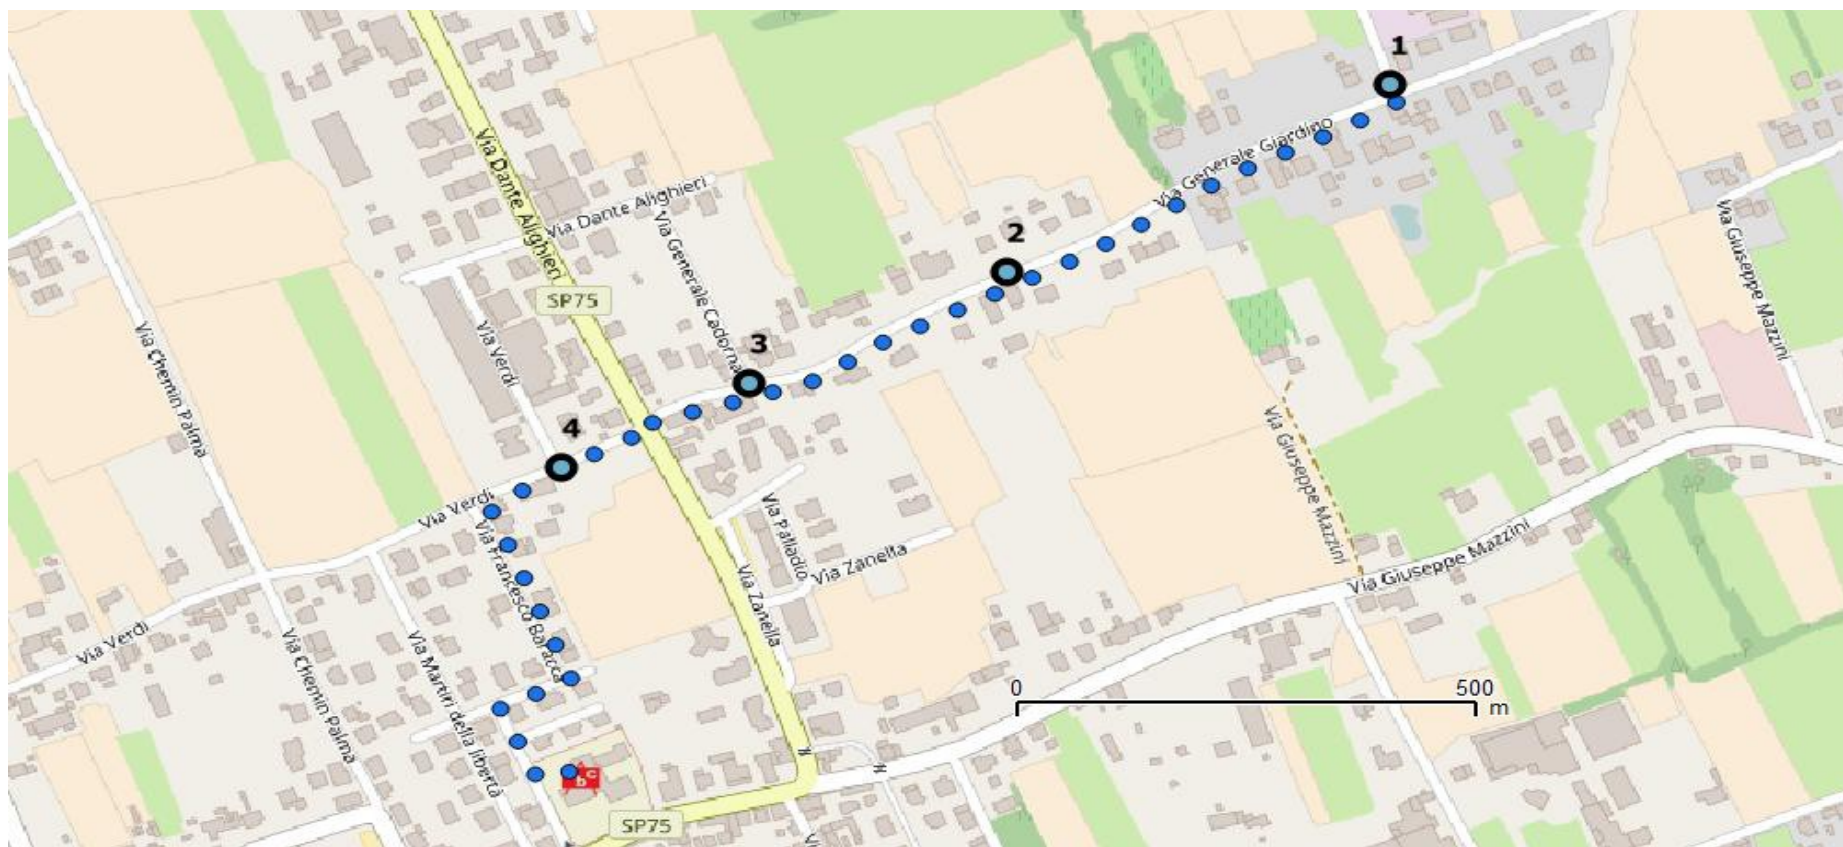 1
Via Dante Alighieri
Via Generale Giardino
Via Dante Alighieri
Via Generale Cadorna
Via Giuseppe Mazzini
2
SP75
Via Chemin Palma
Via Verdi
3
4
Via Giuseppe Mazzini
Via Verdi
Via Palladio
Via Francesco Baracca
Via Zanella
Via Giuseppe Mazzini
Via Zanella
Via Verdi
Via Chemin Palma
Via Martiri della libertà
0 500
m
b c
SP75